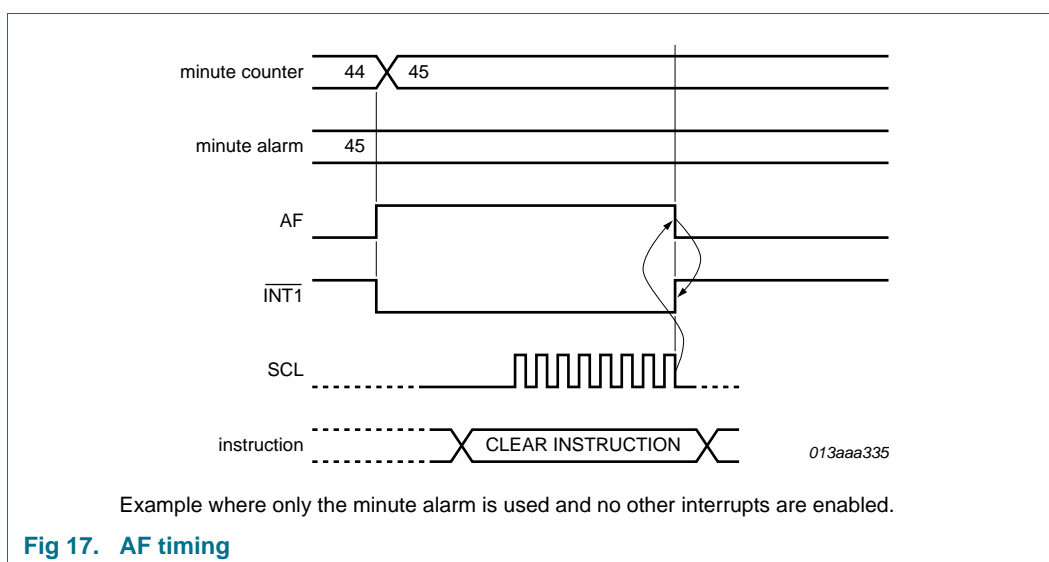 minute counter 44 45
minute alarm 45
AF
INT1
SCL
instruction CLEAR INSTRUCTION
013aaa335
Example where only the minute alarm is used and no other interrupts are enabled.
Fig 17. AF timing